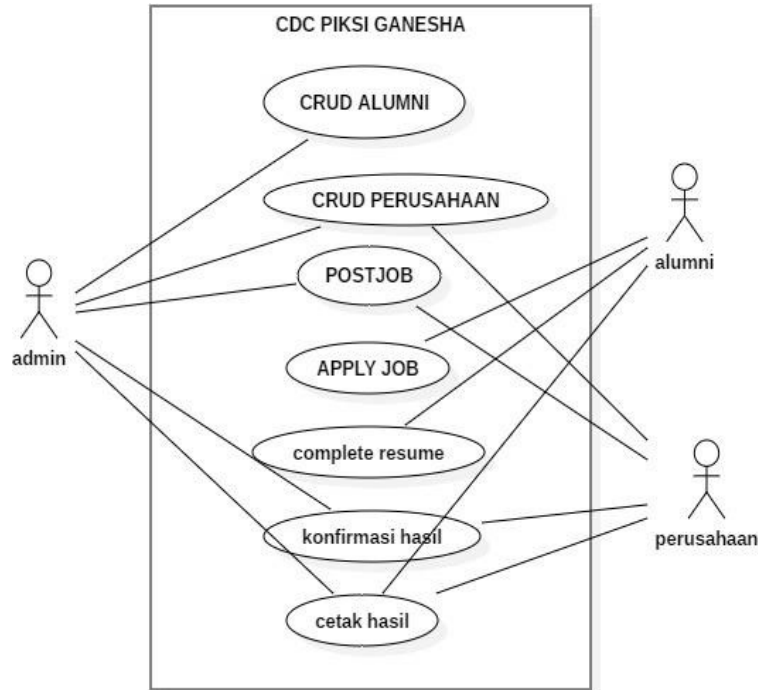 CDC PIKSI GANESHA
CRUD ALUMNI
CRUD PERUSAHAAN
POSTJOB
alumni
admin
APPLY JOB
complete resume
konfirmasi hasil
perusahaan
cetak hasil